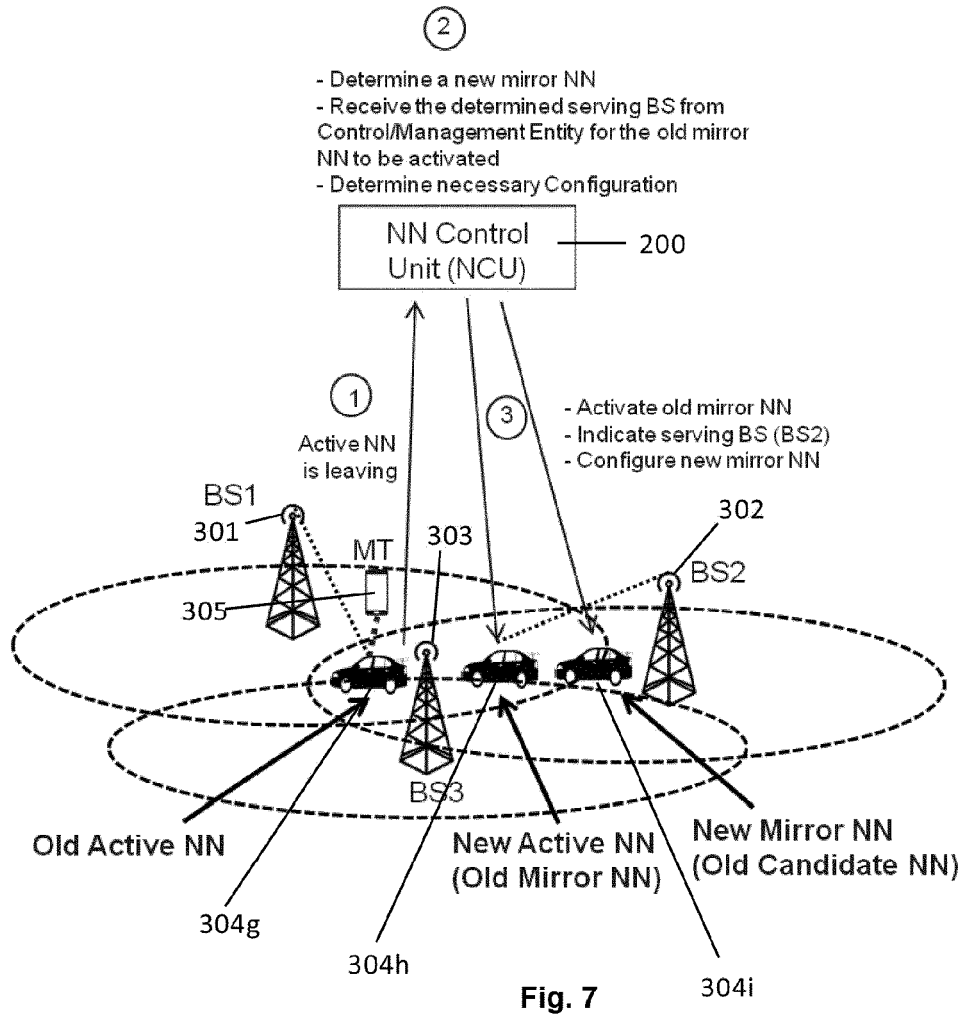 2
- Determine a new mirror NN
- Receive the determined serving BS from
Control/Management Entity for the old mirror
NN to be activated
- Determine necessary Configuration
NN Control
Unit (NCU)
200
1
Active NN
is leaving
3
- Activate old mirror NN
- Indicate serving BS (BS2)
- Configure new mirror NN
BS1
301
MT
303
302
BS2
305
BS3
Old Active NN
New Active NN
(Old Mirror NN)
New Mirror NN
(Old Candidate NN)
304g
304h
304i
Fig. 7